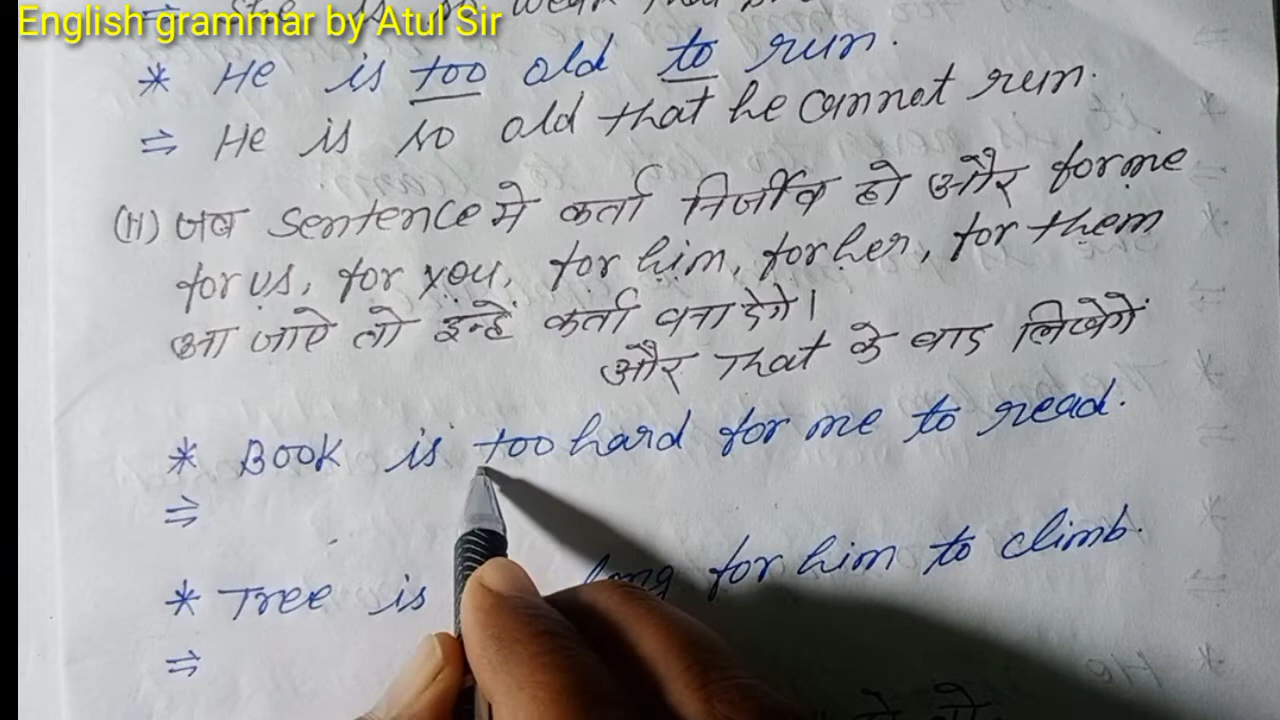 English grammar by Atul Sir
* He is too old to run.
⇒ He is so old that he cannot run.
(ii) जब sentence मे कर्ता निर्जीव हो और for me
for us, for you, for him, for her, for them
आ जाऐ तो इन्हें कर्ता बना देगे।
और That के बाद लिखेगें
* Book is too hard for me to read.
⇒
* Tree is long for him to climb.
⇒